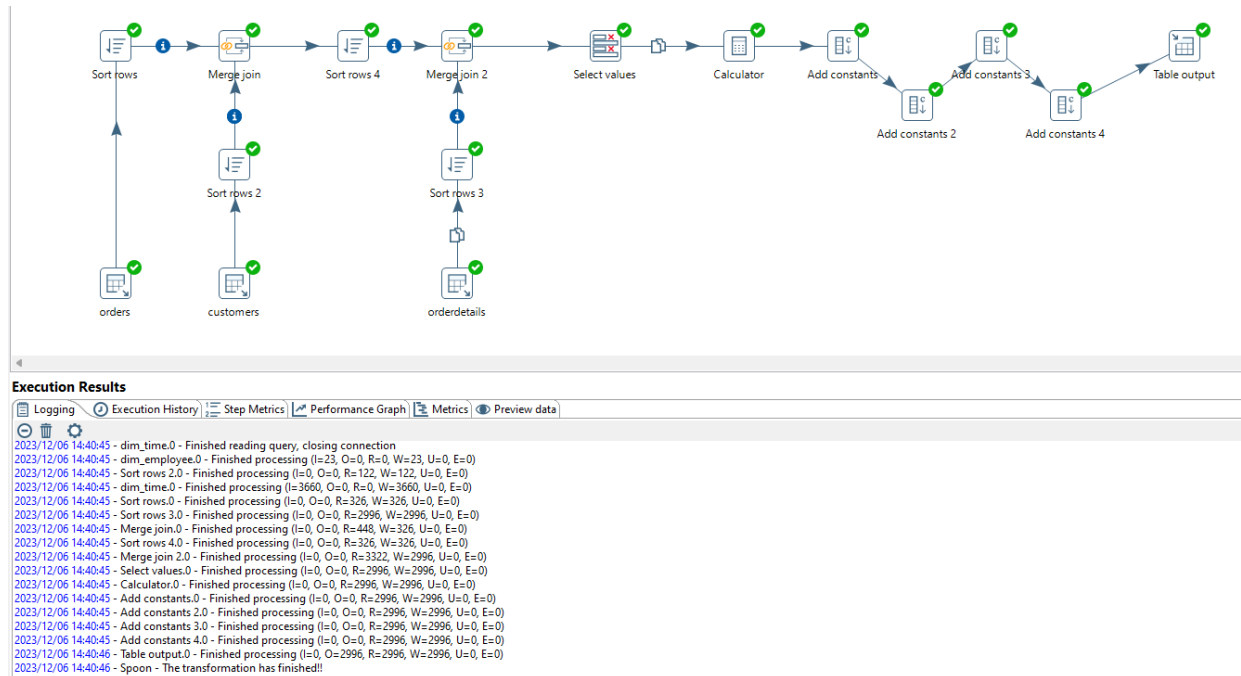 Sort rows
Merge join
Sort rows 4
Merge join 2
Select values
Calculator
Add constants
Add constants 3
Table output
Add constants 2
Add constants 4
Sort rows 2
Sort rows 3
orders
customers
orderdetails
Execution Results
Logging Execution History Step Metrics Performance Graph Metrics Preview data
2023/12/06 14:40:45 - dim_time.0 - Finished reading query, closing connection
2023/12/06 14:40:45 - dim_employee.0 - Finished processing (I=23, O=0, R=0, W=23, U=0, E=0)
2023/12/06 14:40:45 - Sort rows 2.0 - Finished processing (I=0, O=0, R=122, W=122, U=0, E=0)
2023/12/06 14:40:45 - dim_time.0 - Finished processing (I=3660, O=0, R=0, W=3660, U=0, E=0)
2023/12/06 14:40:45 - Sort rows.0 - Finished processing (I=0, O=0, R=326, W=326, U=0, E=0)
2023/12/06 14:40:45 - Sort rows 3.0 - Finished processing (I=0, O=0, R=2996, W=2996, U=0, E=0)
2023/12/06 14:40:45 - Merge join.0 - Finished processing (I=0, O=0, R=448, W=326, U=0, E=0)
2023/12/06 14:40:45 - Sort rows 4.0 - Finished processing (I=0, O=0, R=326, W=326, U=0, E=0)
2023/12/06 14:40:45 - Merge join 2.0 - Finished processing (I=0, O=0, R=3322, W=2996, U=0, E=0)
2023/12/06 14:40:45 - Select values.0 - Finished processing (I=0, O=0, R=2996, W=2996, U=0, E=0)
2023/12/06 14:40:45 - Calculator.0 - Finished processing (I=0, O=0, R=2996, W=2996, U=0, E=0)
2023/12/06 14:40:45 - Add constants.0 - Finished processing (I=0, O=0, R=2996, W=2996, U=0, E=0)
2023/12/06 14:40:45 - Add constants 2.0 - Finished processing (I=0, O=0, R=2996, W=2996, U=0, E=0)
2023/12/06 14:40:45 - Add constants 3.0 - Finished processing (I=0, O=0, R=2996, W=2996, U=0, E=0)
2023/12/06 14:40:45 - Add constants 4.0 - Finished processing (I=0, O=0, R=2996, W=2996, U=0, E=0)
2023/12/06 14:40:46 - Table output.0 - Finished processing (I=0, O=2996, R=2996, W=2996, U=0, E=0)
2023/12/06 14:40:46 - Spoon - The transformation has finished!!